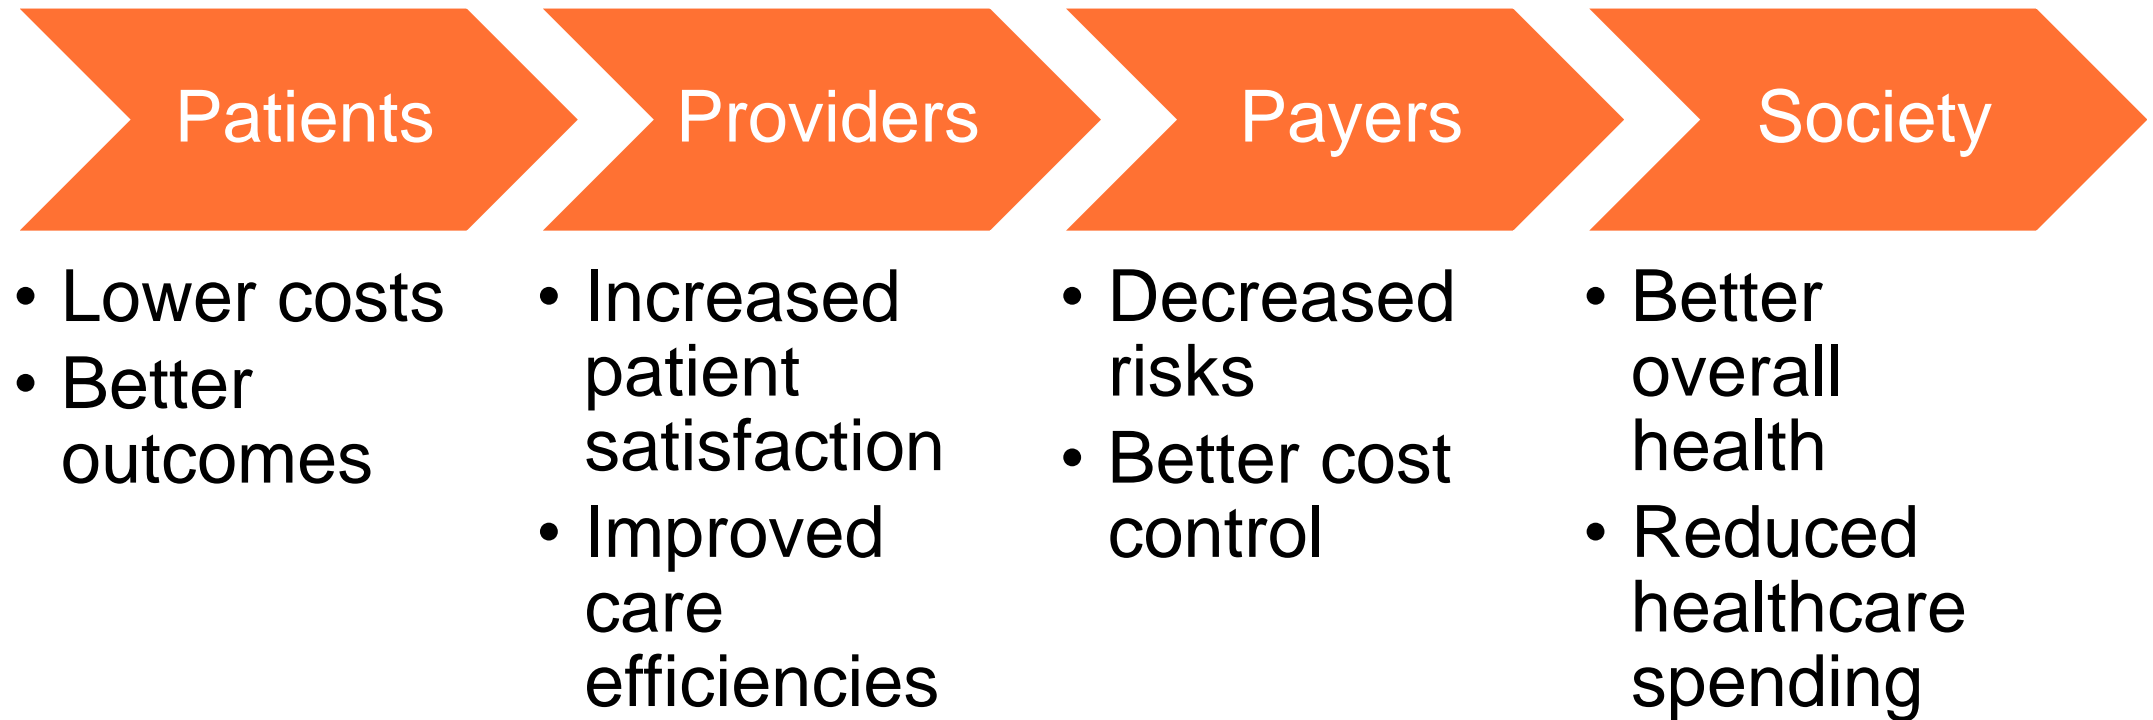 Patients
• Lower costs
• Better
outcomes
Providers
• Increased
patient
satisfaction
• Improved
care
efficiencies
Payers
• Decreased
risks
• Better cost
control
Society
• Better
overall
health
• Reduced
healthcare
spending